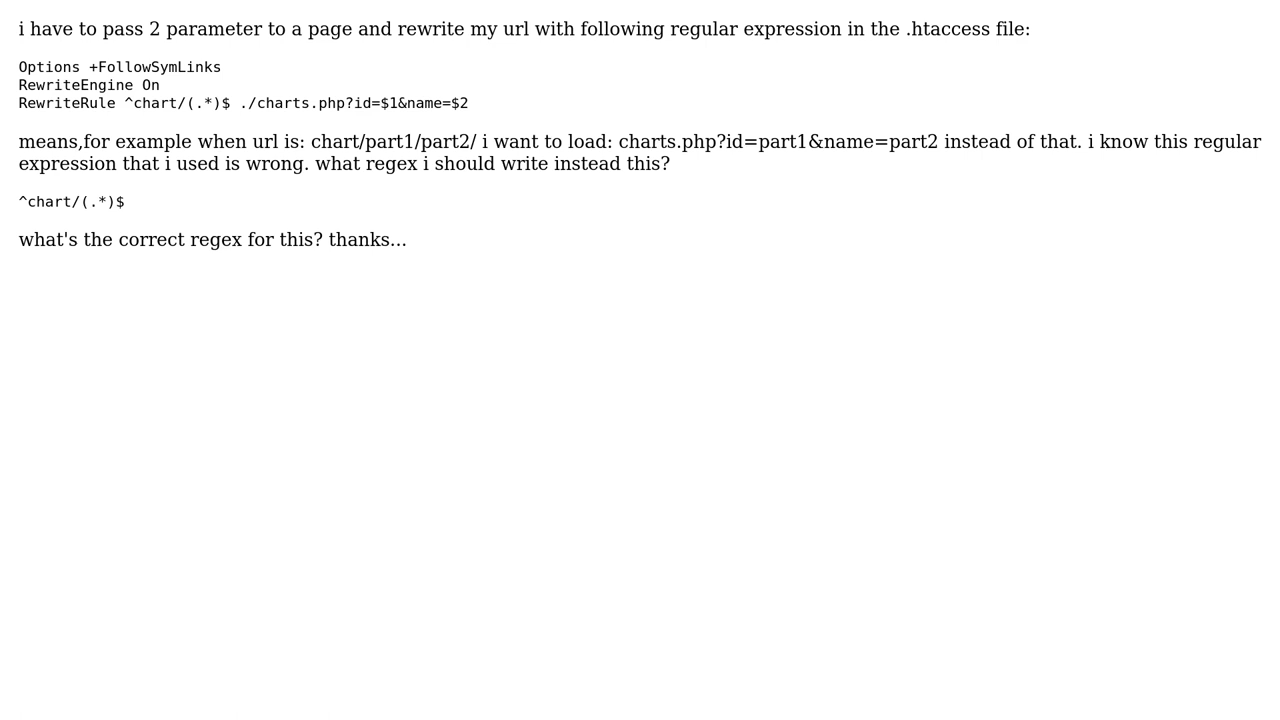 i have to pass 2 parameter to a page and rewrite my url with following regular expression in the .htaccess file:
Options +FollowSymLinks
RewriteEngine On
RewriteRule ^chart/(.*)$ ./charts.php?id=$1&name=$2
means,for example when url is: chart/part1/part2/ i want to load: charts.php?id=part1&name=part2 instead of that. i know this regular
expression that i used is wrong. what regex i should write instead this?
^chart/(.*)$
what's the correct regex for this? thanks...